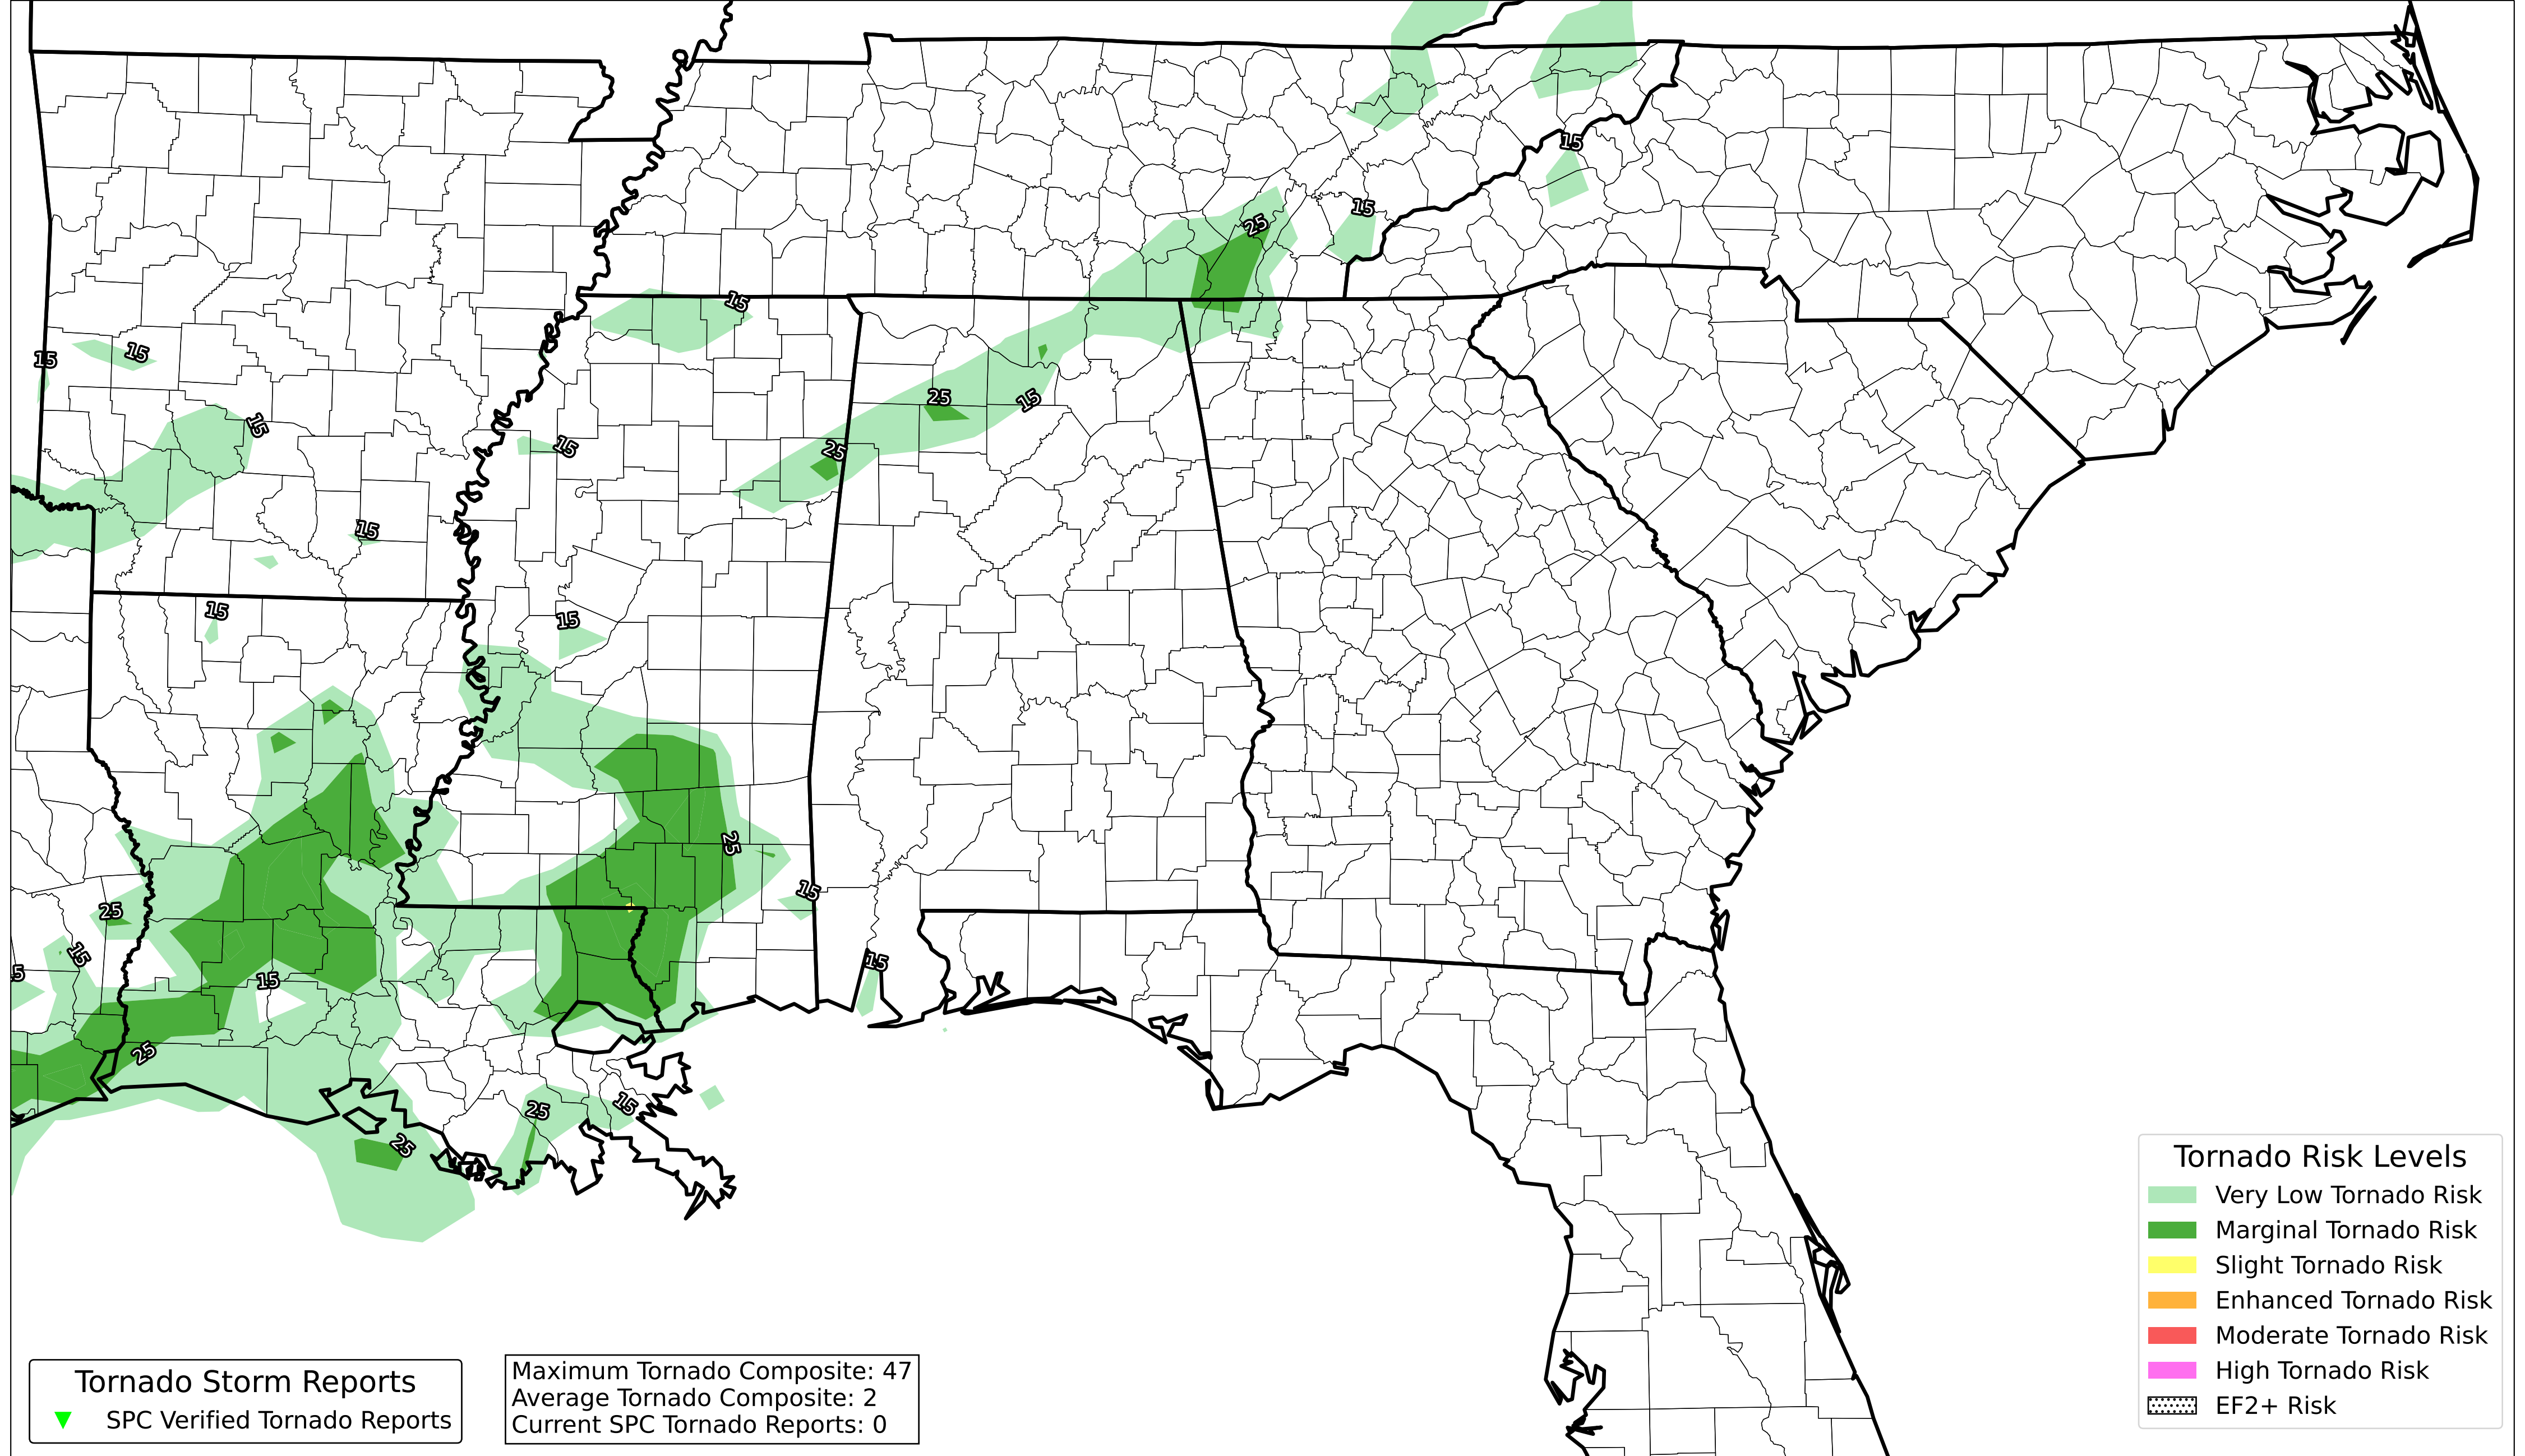 15
25
15
15
15
15
25
15
15
25
15
15
15
15
25
15
25
15
5
15
15
25
25
15
25
Tornado Risk Levels
Very Low Tornado Risk
Marginal Tornado Risk
Slight Tornado Risk
Enhanced Tornado Risk
Moderate Tornado Risk
High Tornado Risk
EF2+ Risk
Tornado Storm Reports
SPC Verified Tornado Reports
Maximum Tornado Composite: 47
Average Tornado Composite: 2
Current SPC Tornado Reports: 0